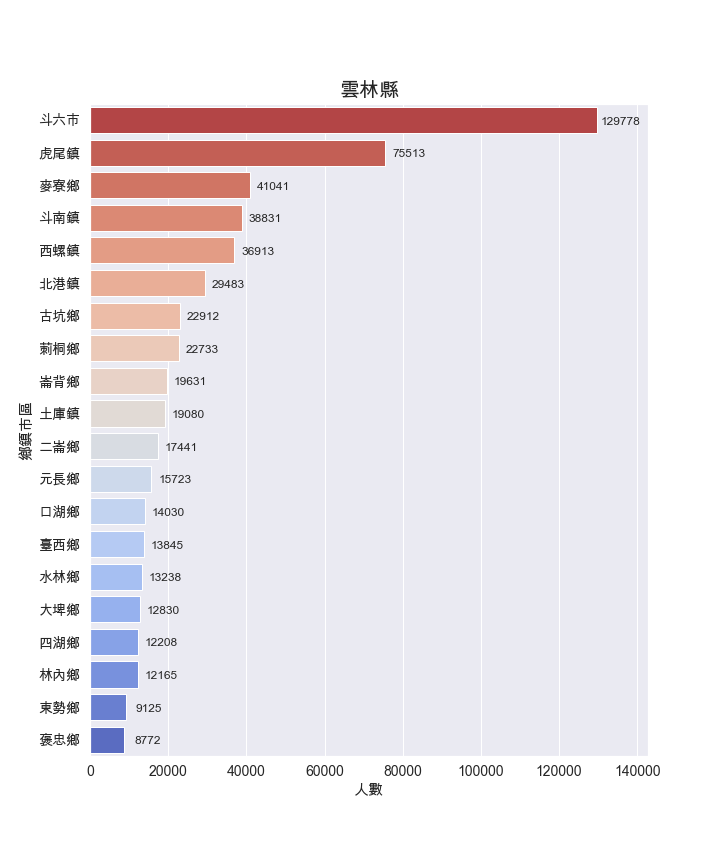 雲林縣
鄉鎮市區
斗六市 129778
虎尾鎮 75513
麥寮鄉 41041
斗南鎮 38831
西螺鎮 36913
北港鎮 29483
古坑鄉 22912
莿桐鄉 22733
崙背鄉 19631
土庫鎮 19080
二崙鄉 17441
元長鄉 15723
口湖鄉 14030
臺西鄉 13845
水林鄉 13238
大埤鄉 12830
四湖鄉 12208
林內鄉 12165
東勢鄉 9125
褒忠鄉 8772
0 20000 40000 60000 80000 100000 120000 140000
人數